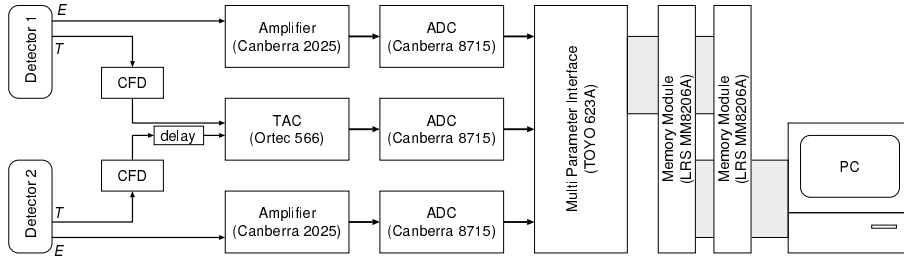 Detector 1
E
T
CFD
Amplifier
(Canberra 2025)
ADC
(Canberra 8715)
TAC
(Ortec 566)
ADC
(Canberra 8715)
delay
CFD
Detector 2
T
E
Amplifier
(Canberra 2025)
ADC
(Canberra 8715)
Multi Parameter Interface
(TOYO 623A)
Memory Module
(LRS MM8206A)
Memory Module
(LRS MM8206A)
PC